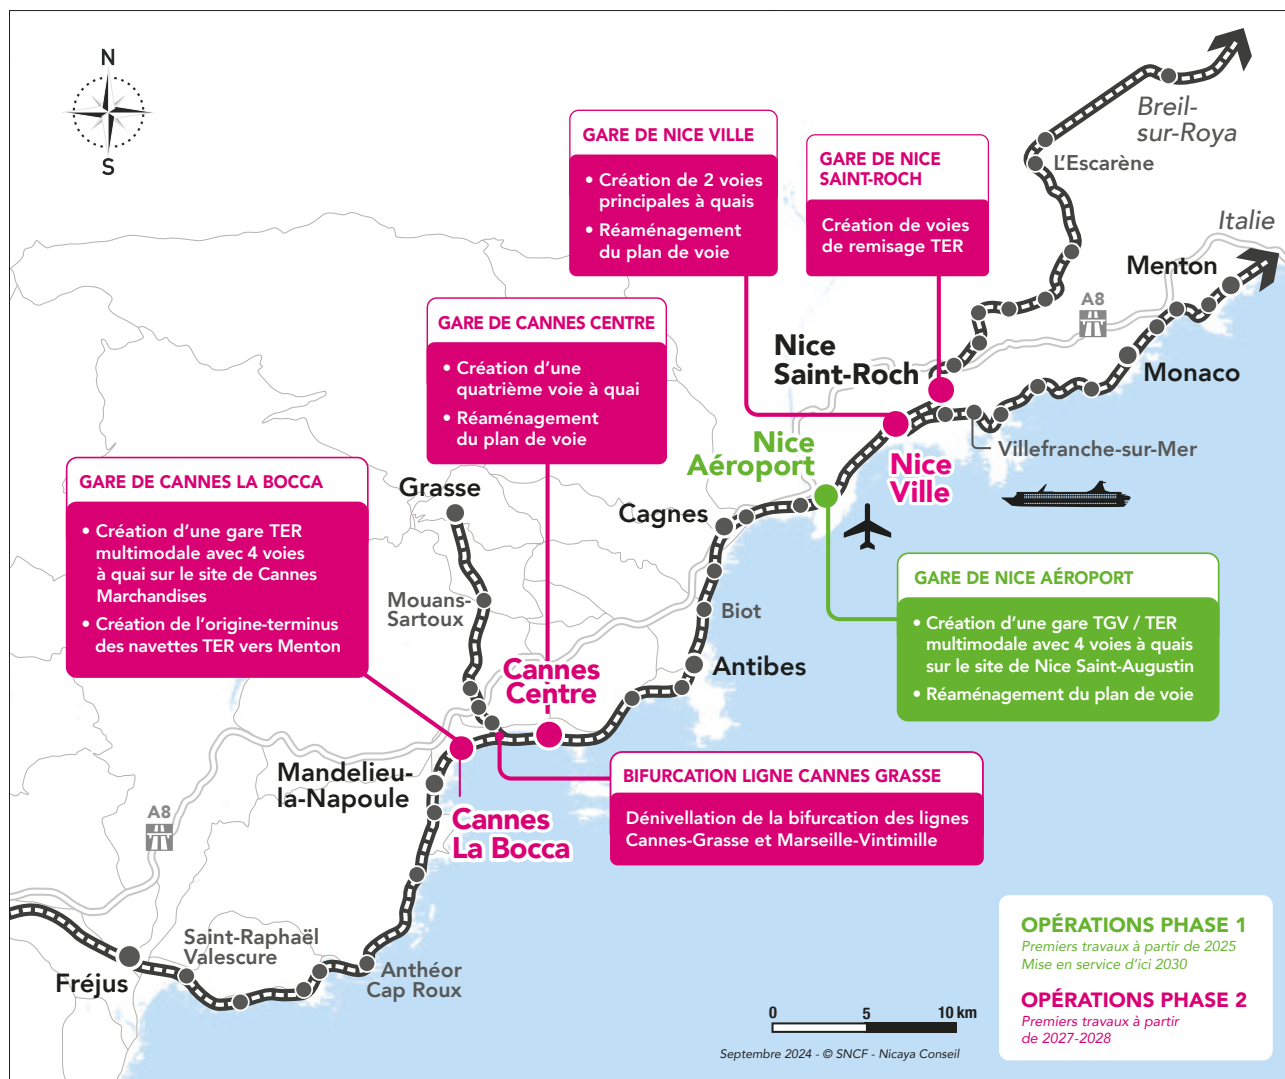 N
S
Breil-
sur-Roya
L'Escarène
Italie
Menton
A8
Monaco
GARE DE NICE VILLE
• Création de 2 voies
principales à quais
• Réaménagement
du plan de voie
GARE DE NICE
SAINT-ROCH
Création de voies
de remisage TER
GARE DE CANNES CENTRE
• Création d'une
quatrième voie à quai
• Réaménagement
du plan de voie
Nice
Saint-Roch
Nice
Aéroport
Nice
Ville
Villefranche-sur-Mer
GARE DE CANNES LA BOCCA
• Création d'une gare TER
multimodale avec 4 voies
à quai sur le site de Cannes
Marchandises
• Création de l'origine-terminus
des navettes TER vers Menton
Grasse
Cagnes
Mouans-
Sartoux
Biot
Antibes
GARE DE NICE AÉROPORT
• Création d'une gare TGV / TER
multimodale avec 4 voies à quais
sur le site de Nice Saint-Augustin
• Réaménagement du plan de voie
Cannes
Centre
Mandelieu-
la-Napoule
Cannes
La Bocca
BIFURCATION LIGNE CANNES GRASSE
Dénivellation de la bifurcation des lignes
Cannes-Grasse et Marseille-Vintimille
A8
Saint-Raphaël
Valescure
Fréjus
Anthéor
Cap Roux
OPÉRATIONS PHASE 1
Premiers travaux à partir de 2025
Mise en service d'ici 2030
OPÉRATIONS PHASE 2
Premiers travaux à partir
de 2027-2028
0 5 10 km
Septembre 2024 - © SNCF - Nicaya Conseil